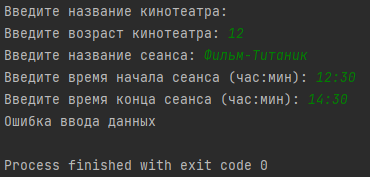 Введите название кинотеатра:
Введите возраст кинотеатра: 12
Введите название сеанса: Фильм-Титаник
Введите время начала сеанса (час:мин): 12:30
Введите время конца сеанса (час:мин): 14:30
Ошибка ввода данных
Process finished with exit code 0